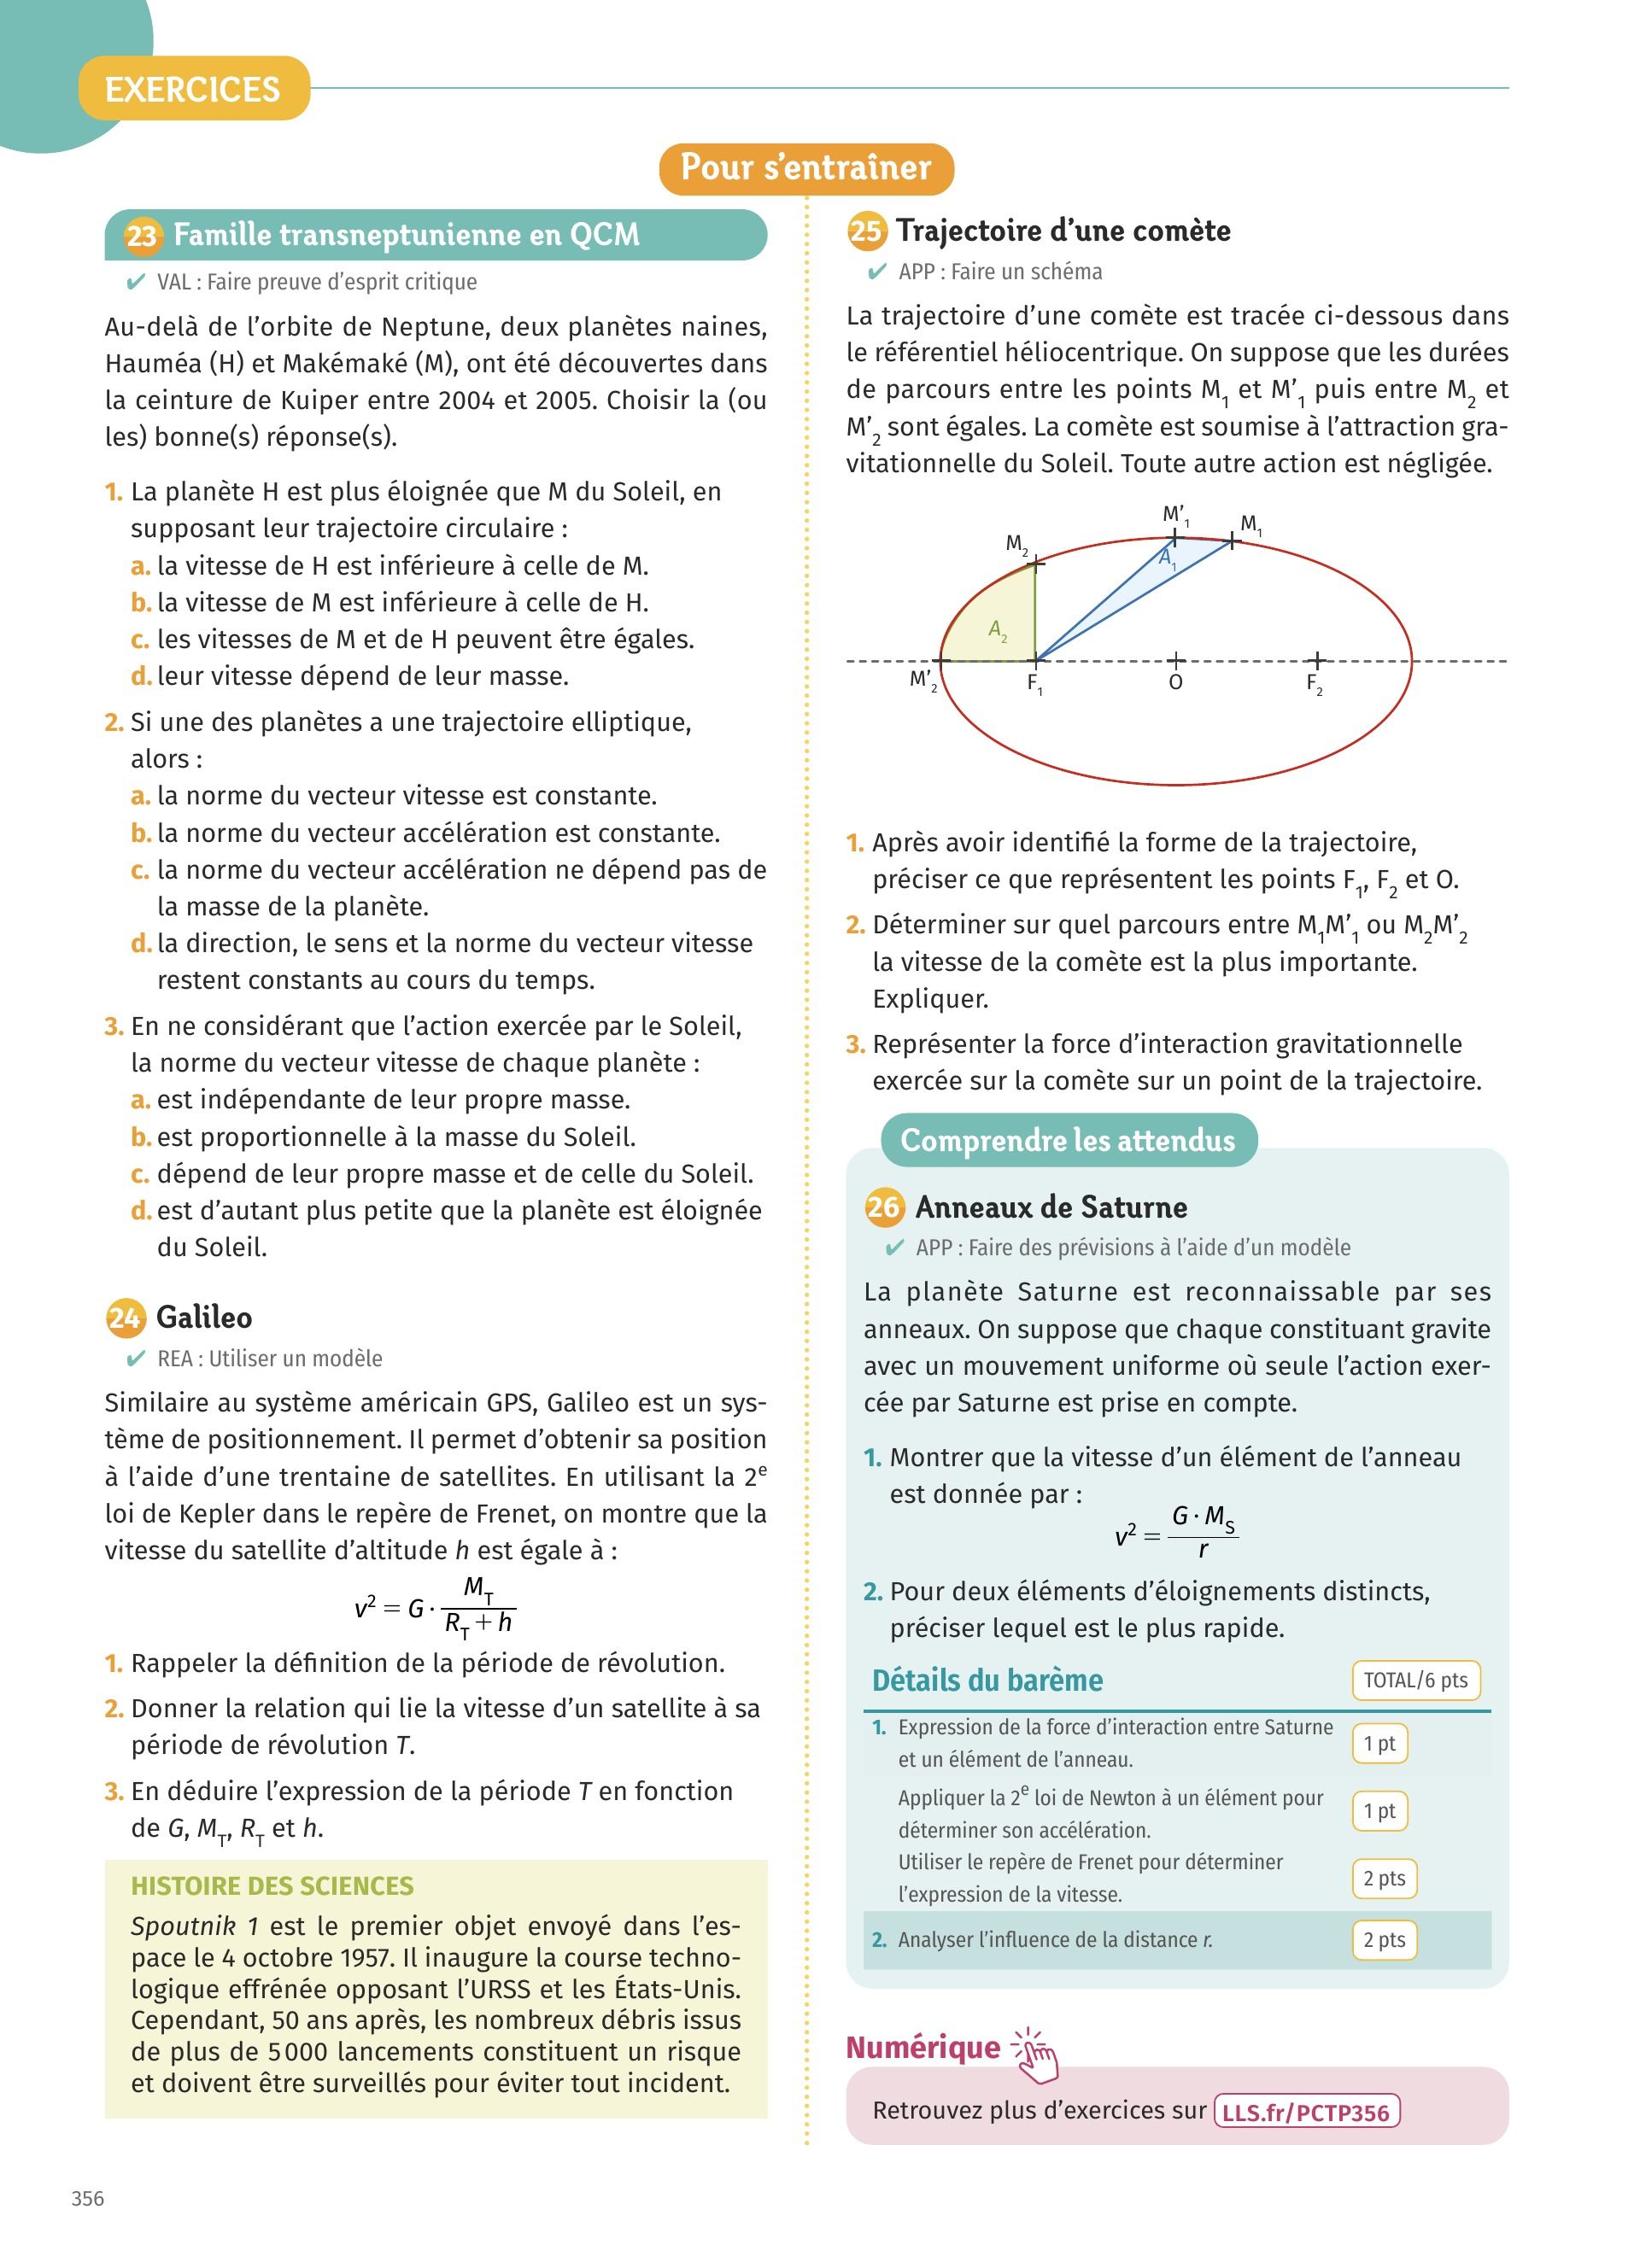 EXERCICES
Pour s’entraîner
23 Famille transneptunienne en QCM
✔ VAL : Faire preuve d’esprit critique
Au-delà de l’orbite de Neptune, deux planètes naines,
Hauméa (H) et Makémaké (M), ont été découvertes dans
la ceinture de Kuiper entre 2004 et 2005. Choisir la (ou
les) bonne(s) réponse(s).
1. La planète H est plus éloignée que M du Soleil, en
supposant leur trajectoire circulaire :
a. la vitesse de H est inférieure à celle de M.
b. la vitesse de M est inférieure à celle de H.
c. les vitesses de M et de H peuvent être égales.
d. leur vitesse dépend de leur masse.
2. Si une des planètes a une trajectoire elliptique,
alors :
a. la norme du vecteur vitesse est constante.
b. la norme du vecteur accélération est constante.
c. la norme du vecteur accélération ne dépend pas de
la masse de la planète.
d. la direction, le sens et la norme du vecteur vitesse
restent constants au cours du temps.
3. En ne considérant que l’action exercée par le Soleil,
la norme du vecteur vitesse de chaque planète :
a. est indépendante de leur propre masse.
b. est proportionnelle à la masse du Soleil.
c. dépend de leur propre masse et de celle du Soleil.
d. est d’autant plus petite que la planète est éloignée
du Soleil.
24 Galileo
✔ REA : Utiliser un modèle
Similaire au système américain GPS, Galileo est un sys-
tème de positionnement. Il permet d’obtenir sa position
à l’aide d’une trentaine de satellites. En utilisant la 2e
loi de Kepler dans le repère de Frenet, on montre que la
vitesse du satellite d’altitude h est égale à :
v² = G · M_T / (R_T + h)
1. Rappeler la définition de la période de révolution.
2. Donner la relation qui lie la vitesse d’un satellite à sa
période de révolution T.
3. En déduire l’expression de la période T en fonction
de G, M_T, R_T et h.
HISTOIRE DES SCIENCES
Spoutnik 1 est le premier objet envoyé dans l’es-
pace le 4 octobre 1957. Il inaugure la course techno-
logique effrénée opposant l’URSS et les États-Unis.
Cependant, 50 ans après, les nombreux débris issus
de plus de 5 000 lancements constituent un risque
et doivent être surveillés pour éviter tout incident.
25 Trajectoire d’une comète
✔ APP : Faire un schéma
La trajectoire d’une comète est tracée ci-dessous dans
le référentiel héliocentrique. On suppose que les durées
de parcours entre les points M₁ et M’₁ puis entre M₂ et
M’₂ sont égales. La comète est soumise à l’attraction gra-
vitationnelle du Soleil. Toute autre action est négligée.
M’₁
M₁
M₂
A₁
A₂
M’₂
F₁
O
F₂
1. Après avoir identifié la forme de la trajectoire,
préciser ce que représentent les points F₁, F₂ et O.
2. Déterminer sur quel parcours entre M₁M’₁ ou M₂M’₂
la vitesse de la comète est la plus importante.
Expliquer.
3. Représenter la force d’interaction gravitationnelle
exercée sur la comète sur un point de la trajectoire.
Comprendre les attendus
26 Anneaux de Saturne
✔ APP : Faire des prévisions à l’aide d’un modèle
La planète Saturne est reconnaissable par ses
anneaux. On suppose que chaque constituant gravite
avec un mouvement uniforme où seule l’action exer-
cée par Saturne est prise en compte.
1. Montrer que la vitesse d’un élément de l’anneau
est donnée par :
v² = G · M_S / r
2. Pour deux éléments d’éloignements distincts,
préciser lequel est le plus rapide.
Détails du barème TOTAL/6 pts
1. Expression de la force d’interaction entre Saturne
et un élément de l’anneau.
1 pt
Appliquer la 2e loi de Newton à un élément pour
déterminer son accélération.
1 pt
Utiliser le repère de Frenet pour déterminer
l’expression de la vitesse.
2 pts
2. Analyser l’influence de la distance r. 2 pts
Numérique
Retrouvez plus d’exercices sur LLS.fr/PCTP356
356